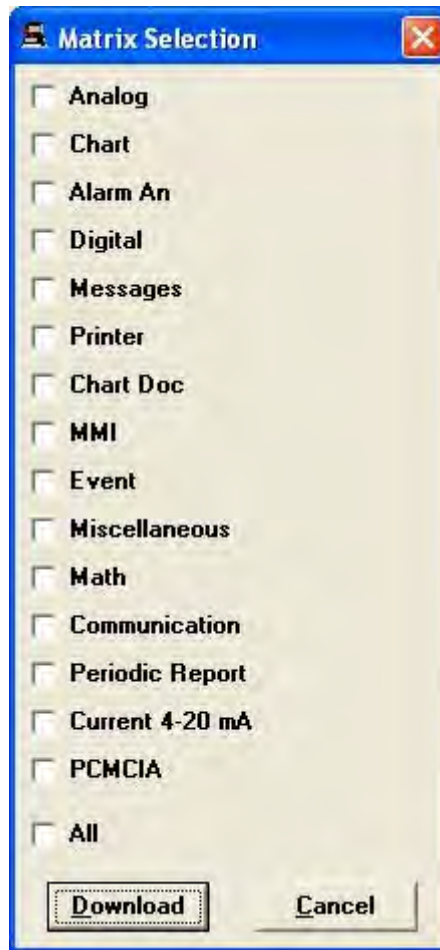 Matrix Selection
Analog
Chart
Alarm An
Digital
Messages
Printer
Chart Doc
MMI
Event
Miscellaneous
Math
Communication
Periodic Report
Current 4-20 mA
PCMCIA
All
Download Cancel